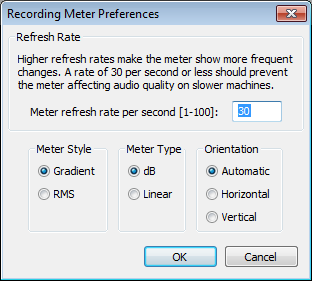 Recording Meter Preferences
Refresh Rate
Higher refresh rates make the meter show more frequent
changes. A rate of 30 per second or less should prevent
the meter affecting audio quality on slower machines.
Meter refresh rate per second [1-100]: 30
Meter Style
Gradient
RMS
Meter Type
dB
Linear
Orientation
Automatic
Horizontal
Vertical
OK Cancel